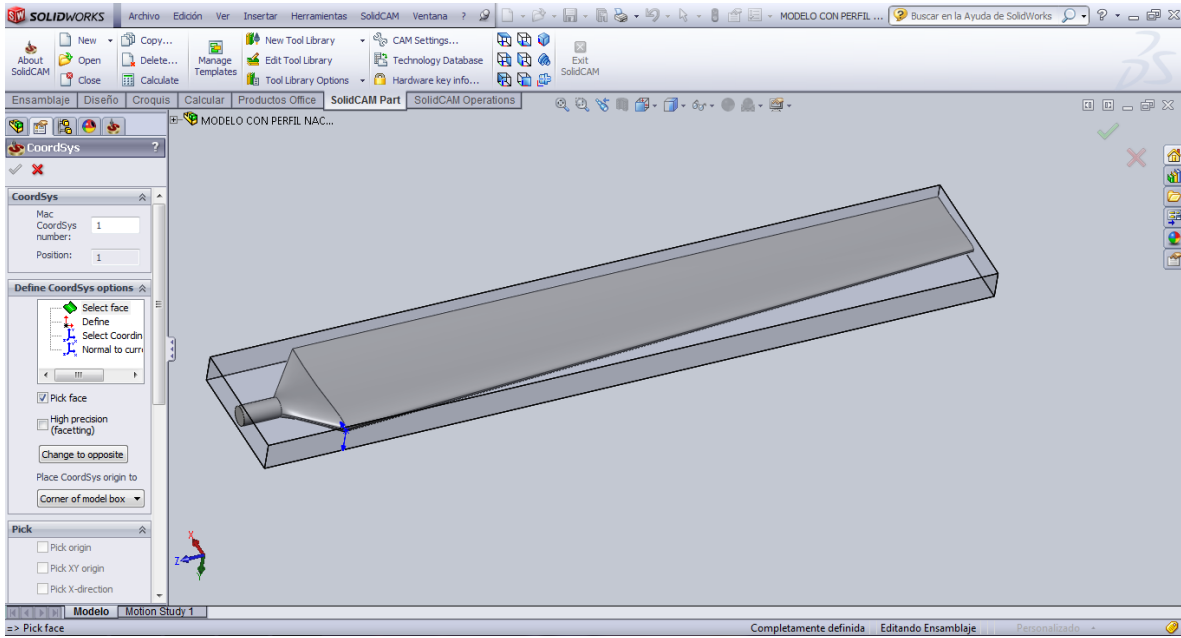 SW SOLIDWORKS Archivo Edición Ver Insertar Herramientas SolidCAM Ventana ? MODELO CON PERFIL ... Buscar en la Ayuda de SolidWorks ?
About SolidCAM
New Copy...
Open Delete...
Close Calculate
Manage Templates
New Tool Library CAM Settings...
Edit Tool Library Technology Database
Tool Library Options Hardware key info...
Exit SolidCAM
Ensamblaje Diseño Croquis Calcular Productos Office SolidCAM Part SolidCAM Operations
MODELO CON PERFIL NAC...
CoordSys ?
CoordSys
Mac
CoordSys 1
number:
Position: 1
Define CoordSys options
Select face
Define
Select Coordin
Normal to curr
Pick face
High precision
(facetting)
Change to opposite
Place CoordSys origin to
Corner of model box
Pick
Pick origin
Pick XY origin
Pick X-direction
X
Z
Y
Modelo Motion Study 1
=> Pick face Completamente definida Editando Ensamblaje Personalizado